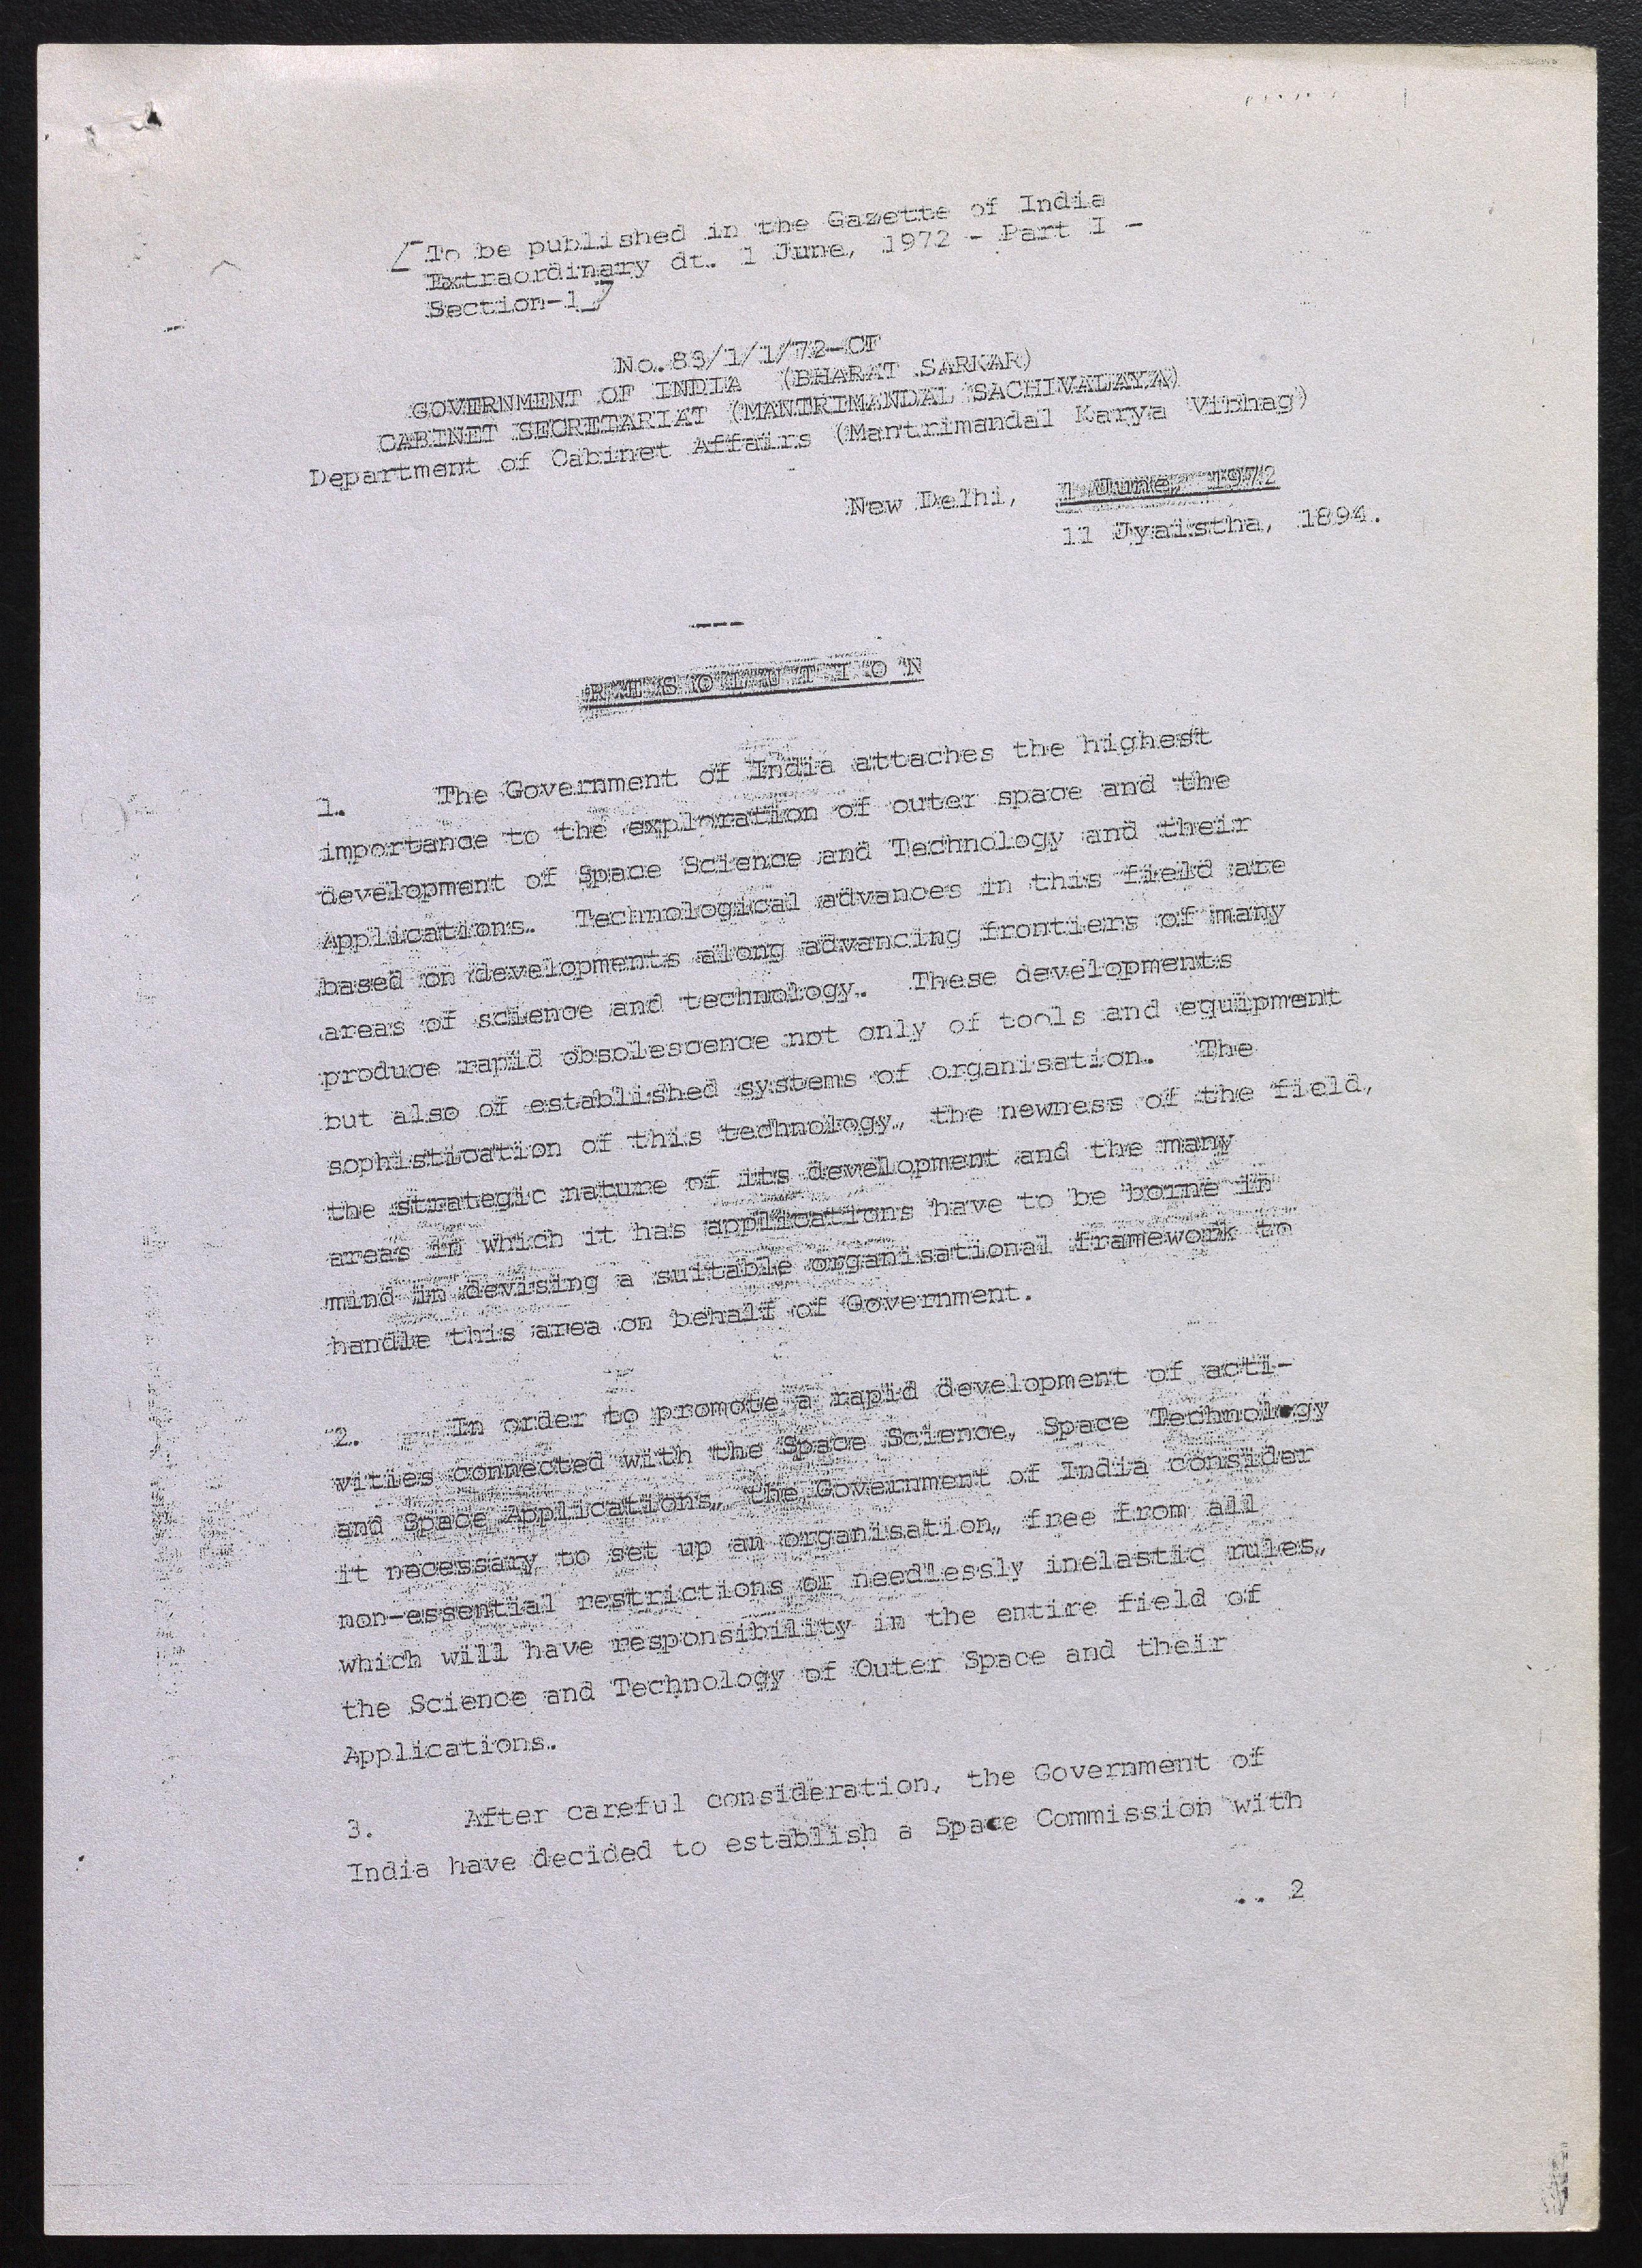 [To be published in the Gazette of India
Extraordinary dt. 1 June, 1972 - Part I -
Section-1]
No.83/1/1/72-CF
GOVERNMENT OF INDIA (BHARAT SARKAR)
CABINET SECRETARIAT (MANTRIMANDAL SACHIVALAYA)
Department of Cabinet Affairs (Mantrimandal Karya Vibhag)
New Delhi, 1 June, 1972
11 Jyaistha, 1894.
---
R E S O L U T I O N
1. The Government of India attaches the highest
importance to the exploration of outer space and the
development of Space Science and Technology and their
Applications. Technological advances in this field are
based on developments along advancing frontiers of many
areas of science and technology. These developments
produce rapid obsolescence not only of tools and equipment
but also of established systems of organisation. The
sophistication of this technology, the newness of the field,
the strategic nature of its development and the many
areas in which it has applications have to be borne in
mind in devising a suitable organisational framework to
handle this area on behalf of Government.
2. In order to promote a rapid development of acti-
vities connected with the Space Science, Space Technology
and Space Applications, the Government of India consider
it necessary to set up an organisation, free from all
non-essential restrictions or needlessly inelastic rules,
which will have responsibility in the entire field of
the Science and Technology of Outer Space and their
Applications.
3. After careful consideration, the Government of
India have decided to establish a Space Commission with
.. 2